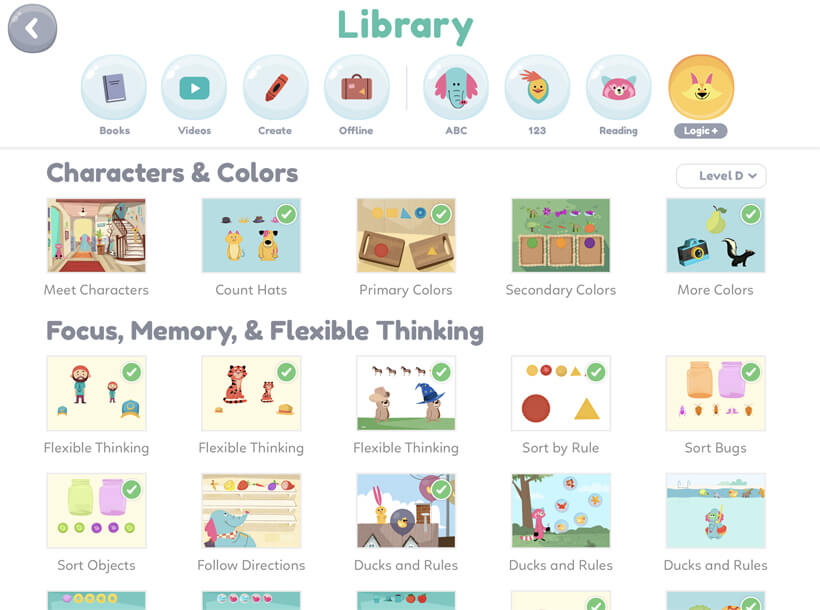 Library
Books
Videos
Create
Offline
ABC
123
Reading
Logic +
Characters & Colors
Level D
Meet Characters
Count Hats
Primary Colors
Secondary Colors
More Colors
Focus, Memory, & Flexible Thinking
Flexible Thinking
Flexible Thinking
Flexible Thinking
Sort by Rule
Sort Bugs
Sort Objects
Follow Directions
Ducks and Rules
Ducks and Rules
Ducks and Rules